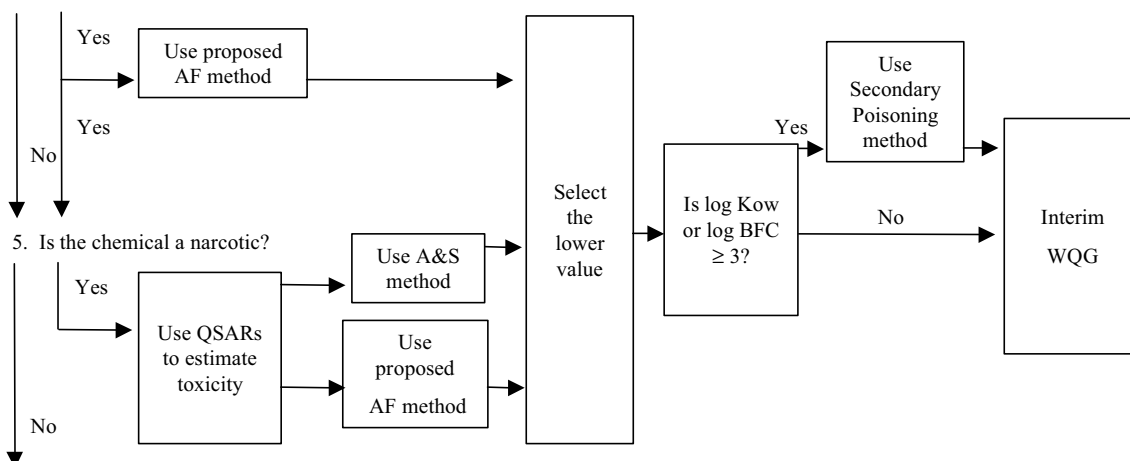 Yes
Use proposed
AF method
Yes
No
5. Is the chemical a narcotic?
Yes
Use QSARs
to estimate
toxicity
No
Use A&S
method
Use
proposed
AF method
Select
the
lower
value
Is log Kow
or log BFC
≥ 3?
Yes
Use
Secondary
Poisoning
method
No
Interim
WQG